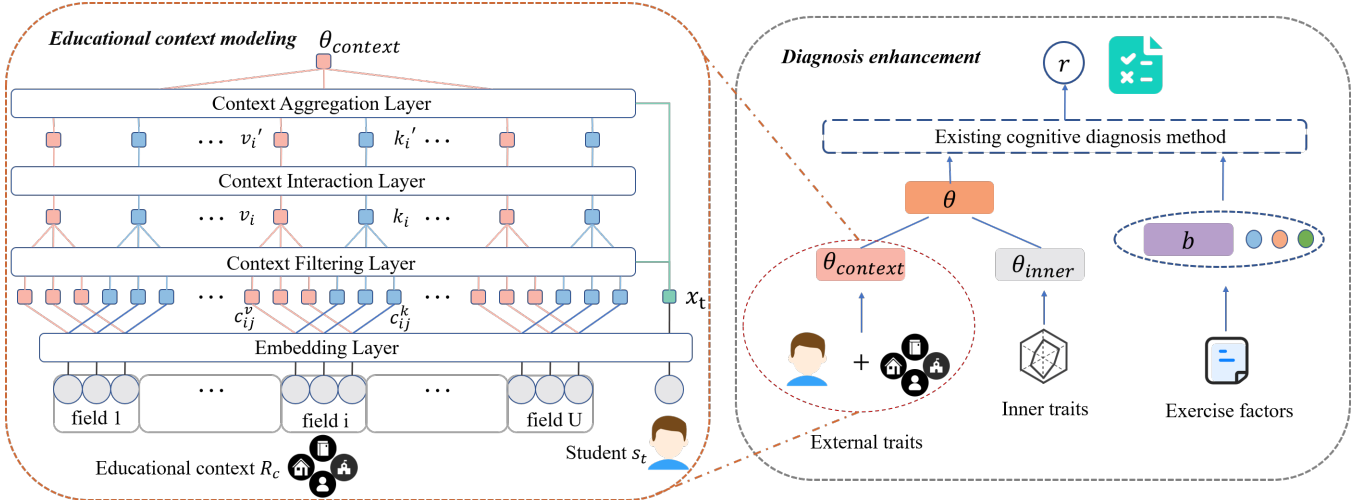 Educational context modeling
θ_context
Context Aggregation Layer
··· v_i' k_i' ···
Context Interaction Layer
··· v_i k_i ···
Context Filtering Layer
··· ···
c_ij^v c_ij^k
x_t
Embedding Layer
··· ···
field 1 field i field U
Student s_t
Educational context R_c
Diagnosis enhancement
r
Existing cognitive diagnosis method
θ
b
θ_context θ_inner
+
Inner traits
Exercise factors
External traits